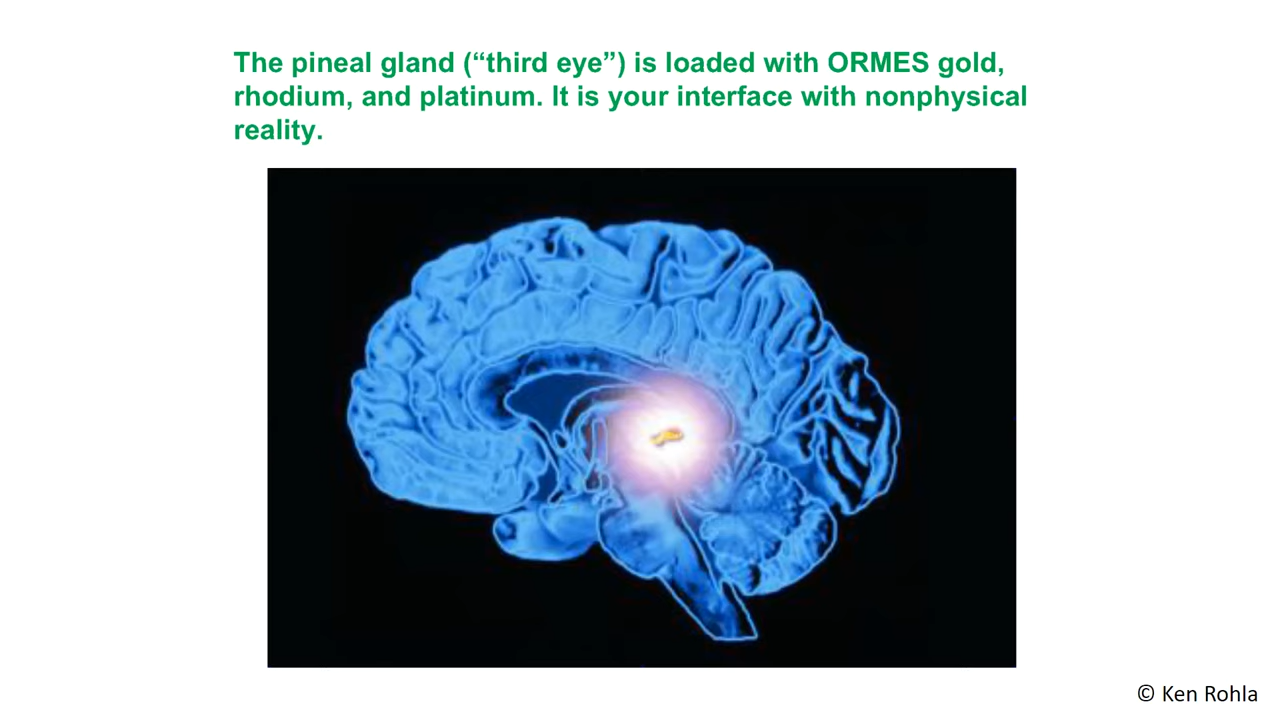 The pineal gland (“third eye”) is loaded with ORMES gold,
rhodium, and platinum. It is your interface with nonphysical
reality.
© Ken Rohla